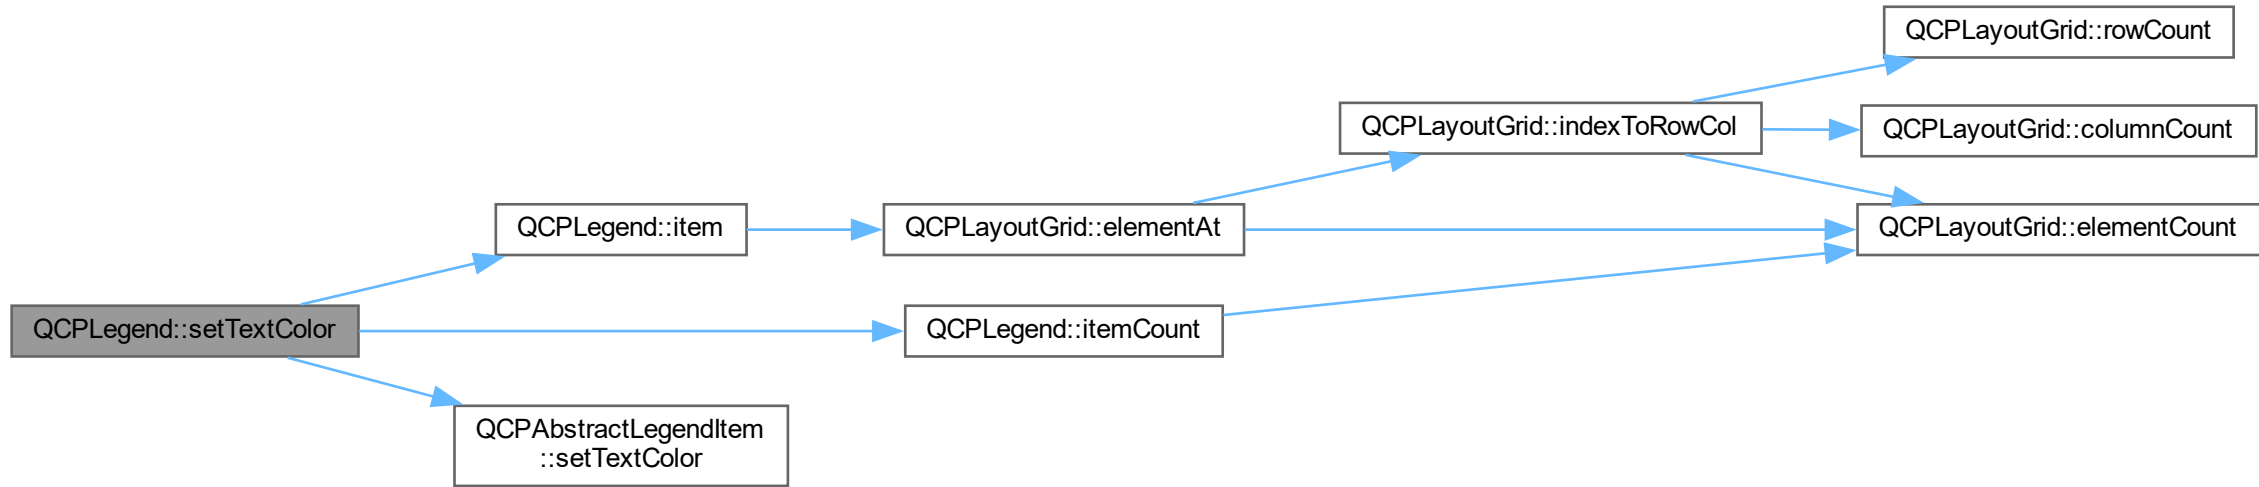 QCPLayoutGrid::rowCount
QCPLayoutGrid::indexToRowCol
QCPLayoutGrid::columnCount
QCPLegend::item
QCPLayoutGrid::elementAt
QCPLayoutGrid::elementCount
QCPLegend::setTextColor
QCPLegend::itemCount
QCPAbstractLegendItem
::setTextColor